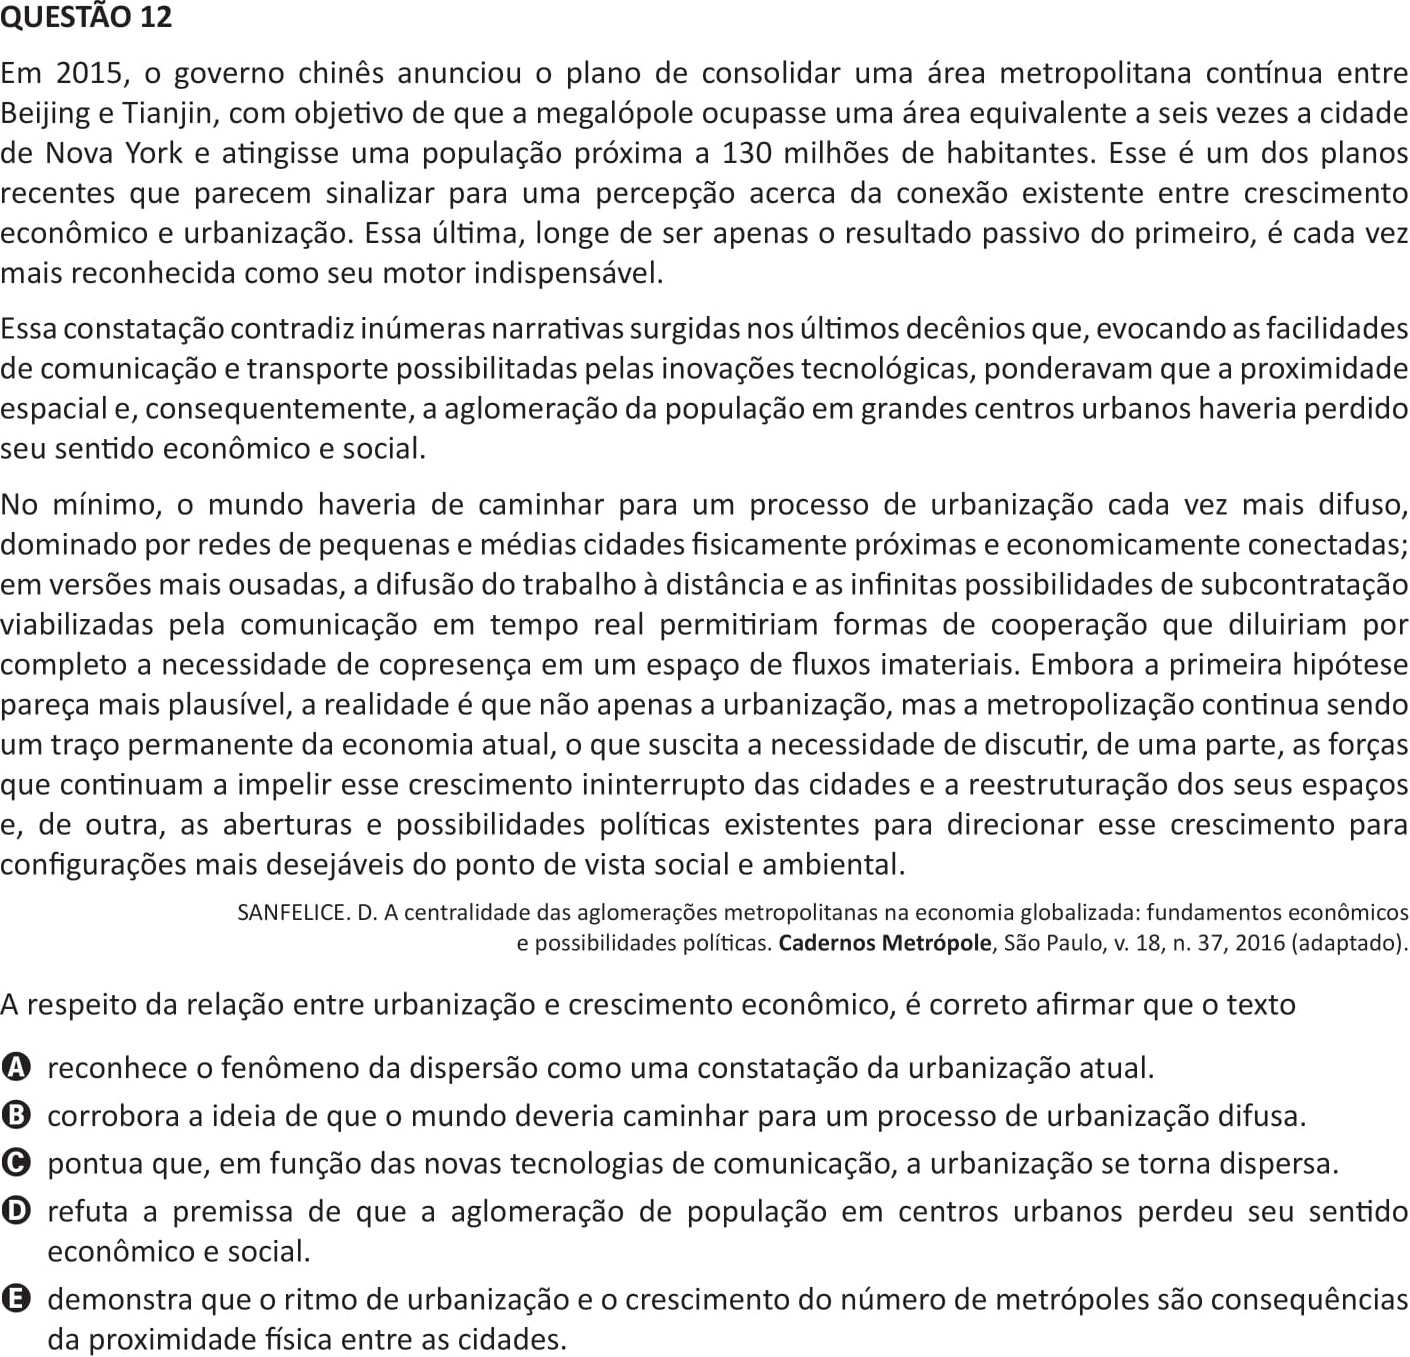 QUESTÃO 12
Em 2015, o governo chinês anunciou o plano de consolidar uma área metropolitana contínua entre
Beijing e Tianjin, com objetivo de que a megalópole ocupasse uma área equivalente a seis vezes a cidade
de Nova York e atingisse uma população próxima a 130 milhões de habitantes. Esse é um dos planos
recentes que parecem sinalizar para uma percepção acerca da conexão existente entre crescimento
econômico e urbanização. Essa última, longe de ser apenas o resultado passivo do primeiro, é cada vez
mais reconhecida como seu motor indispensável.
Essa constatação contradiz inúmeras narrativas surgidas nos últimos decênios que, evocando as facilidades
de comunicação e transporte possibilitadas pelas inovações tecnológicas, ponderavam que a proximidade
espacial e, consequentemente, a aglomeração da população em grandes centros urbanos haveria perdido
seu sentido econômico e social.
No mínimo, o mundo haveria de caminhar para um processo de urbanização cada vez mais difuso,
dominado por redes de pequenas e médias cidades fisicamente próximas e economicamente conectadas;
em versões mais ousadas, a difusão do trabalho à distância e as infinitas possibilidades de subcontratação
viabilizadas pela comunicação em tempo real permitiriam formas de cooperação que diluiriam por
completo a necessidade de copresença em um espaço de fluxos imateriais. Embora a primeira hipótese
pareça mais plausível, a realidade é que não apenas a urbanização, mas a metropolização continua sendo
um traço permanente da economia atual, o que suscita a necessidade de discutir, de uma parte, as forças
que continuam a impelir esse crescimento ininterrupto das cidades e a reestruturação dos seus espaços
e, de outra, as aberturas e possibilidades políticas existentes para direcionar esse crescimento para
configurações mais desejáveis do ponto de vista social e ambiental.
SANFELICE. D. A centralidade das aglomerações metropolitanas na economia globalizada: fundamentos econômicos
e possibilidades políticas. Cadernos Metrópole, São Paulo, v. 18, n. 37, 2016 (adaptado).
A respeito da relação entre urbanização e crescimento econômico, é correto afirmar que o texto
A reconhece o fenômeno da dispersão como uma constatação da urbanização atual.
B corrobora a ideia de que o mundo deveria caminhar para um processo de urbanização difusa.
C pontua que, em função das novas tecnologias de comunicação, a urbanização se torna dispersa.
D refuta a premissa de que a aglomeração de população em centros urbanos perdeu seu sentido
econômico e social.
E demonstra que o ritmo de urbanização e o crescimento do número de metrópoles são consequências
da proximidade física entre as cidades.